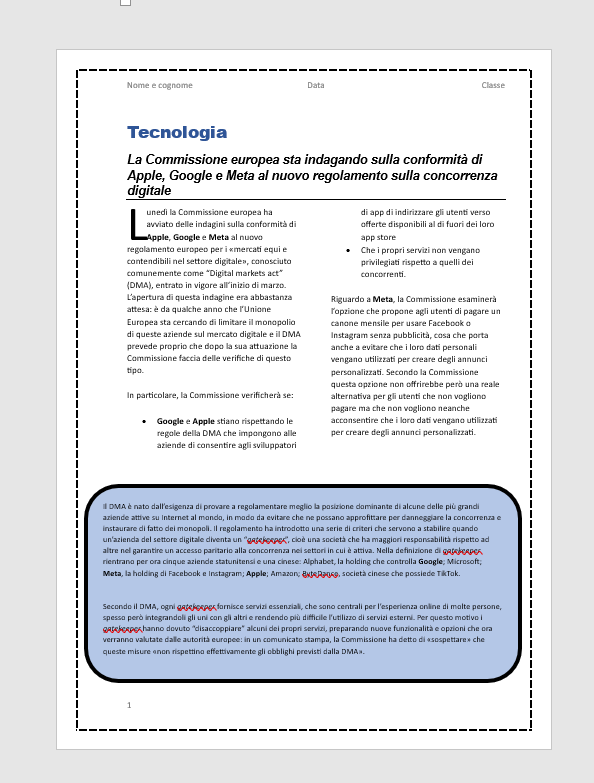 Nome e cognome Data Classe
Tecnologia
La Commissione europea sta indagando sulla conformità di
Apple, Google e Meta al nuovo regolamento sulla concorrenza
digitale
Lunedì la Commissione europea ha
avviato delle indagini sulla conformità di
Apple, Google e Meta al nuovo
regolamento europeo per i «mercati equi e
contendibili nel settore digitale», conosciuto
comunemente come “Digital markets act”
(DMA), entrato in vigore all’inizio di marzo.
L’apertura di questa indagine era abbastanza
attesa: è da qualche anno che l’Unione
Europea sta cercando di limitare il monopolio
di queste aziende sul mercato digitale e il DMA
prevede proprio che dopo la sua attuazione la
Commissione faccia delle verifiche di questo
tipo.
In particolare, la Commissione verificherà se:
• Google e Apple stiano rispettando le
regole della DMA che impongono alle
aziende di consentire agli sviluppatori
di app di indirizzare gli utenti verso
offerte disponibili al di fuori dei loro
app store
• Che i propri servizi non vengano
privilegiati rispetto a quelli dei
concorrenti.
Riguardo a Meta, la Commissione esaminerà
l’opzione che propone agli utenti di pagare un
canone mensile per usare Facebook o
Instagram senza pubblicità, cosa che porta
anche a evitare che i loro dati personali
vengano utilizzati per creare degli annunci
personalizzati. Secondo la Commissione
questa opzione non offrirebbe però una reale
alternativa per gli utenti che non vogliono
pagare ma che non vogliono neanche
acconsentire che i loro dati vengano utilizzati
per creare degli annunci personalizzati.
Il DMA è nato dall’esigenza di provare a regolamentare meglio la posizione dominante di alcune delle più grandi
aziende attive su Internet al mondo, in modo da evitare che ne possano approfittare per danneggiare la concorrenza e
instaurare di fatto dei monopoli. Il regolamento ha introdotto una serie di criteri che servono a stabilire quando
un’azienda del settore digitale diventa un “gatekeeper”, cioè una società che ha maggiori responsabilità rispetto ad
altre nel garantire un accesso paritario alla concorrenza nei settori in cui è attiva. Nella definizione di gatekeeper
rientrano per ora cinque aziende statunitensi e una cinese: Alphabet, la holding che controlla Google; Microsoft;
Meta, la holding di Facebook e Instagram; Apple; Amazon; ByteDance, società cinese che possiede TikTok.
Secondo il DMA, ogni gatekeeper fornisce servizi essenziali, che sono centrali per l’esperienza online di molte persone,
spesso però integrandoli gli uni con gli altri e rendendo più difficile l’utilizzo di servizi esterni. Per questo motivo i
gatekeeper hanno dovuto “disaccoppiare” alcuni dei propri servizi, preparando nuove funzionalità e opzioni che ora
verranno valutate dalle autorità europee: in un comunicato stampa, la Commissione ha detto di «sospettare» che
queste misure «non rispettino effettivamente gli obblighi previsti dalla DMA».
1